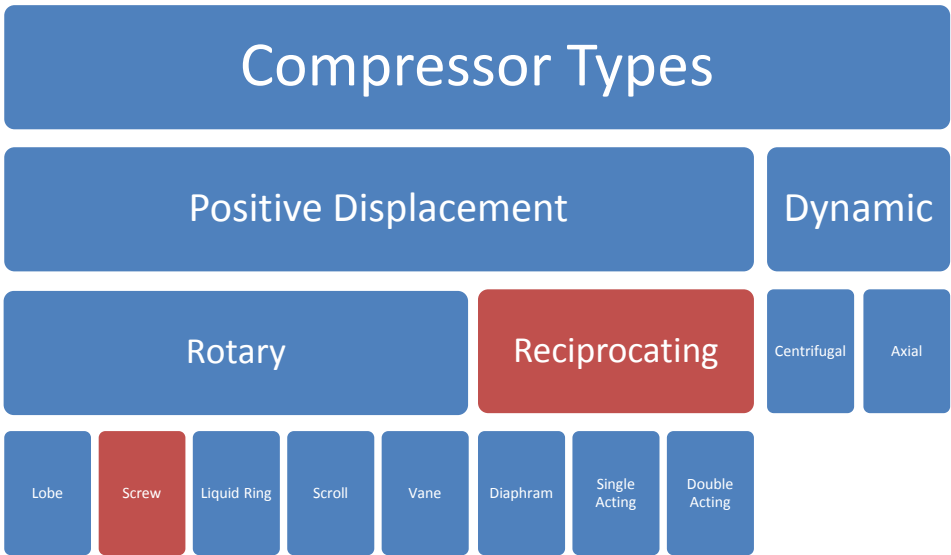 Compressor Types
Positive Displacement
Dynamic
Rotary
Reciprocating
Centrifugal
Axial
Lobe
Screw
Liquid Ring
Scroll
Vane
Diaphram
Single
Acting
Double
Acting